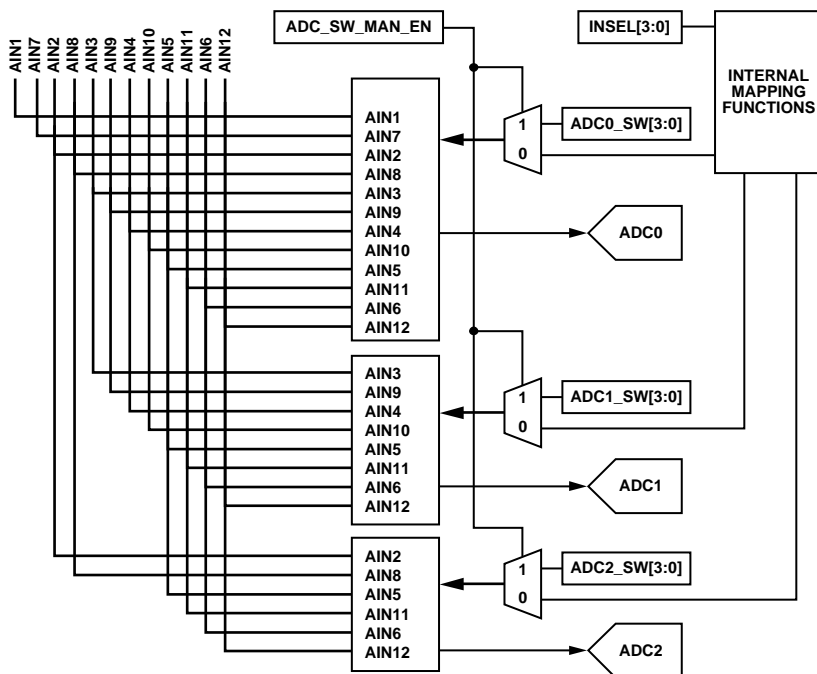 AIN1
AIN7
AIN2
AIN8
AIN3
AIN9
AIN4
AIN10
AIN5
AIN11
AIN6
AIN12
ADC_SW_MAN_EN
INSEL[3:0]
INTERNAL
MAPPING
FUNCTIONS
AIN1
AIN7
AIN2
AIN8
AIN3
AIN9
AIN4
AIN10
AIN5
AIN11
AIN6
AIN12
1
0
ADC0_SW[3:0]
ADC0
AIN3
AIN9
AIN4
AIN10
AIN5
AIN11
AIN6
AIN12
1
0
ADC1_SW[3:0]
ADC1
AIN2
AIN8
AIN5
AIN11
AIN6
AIN12
1
0
ADC2_SW[3:0]
ADC2